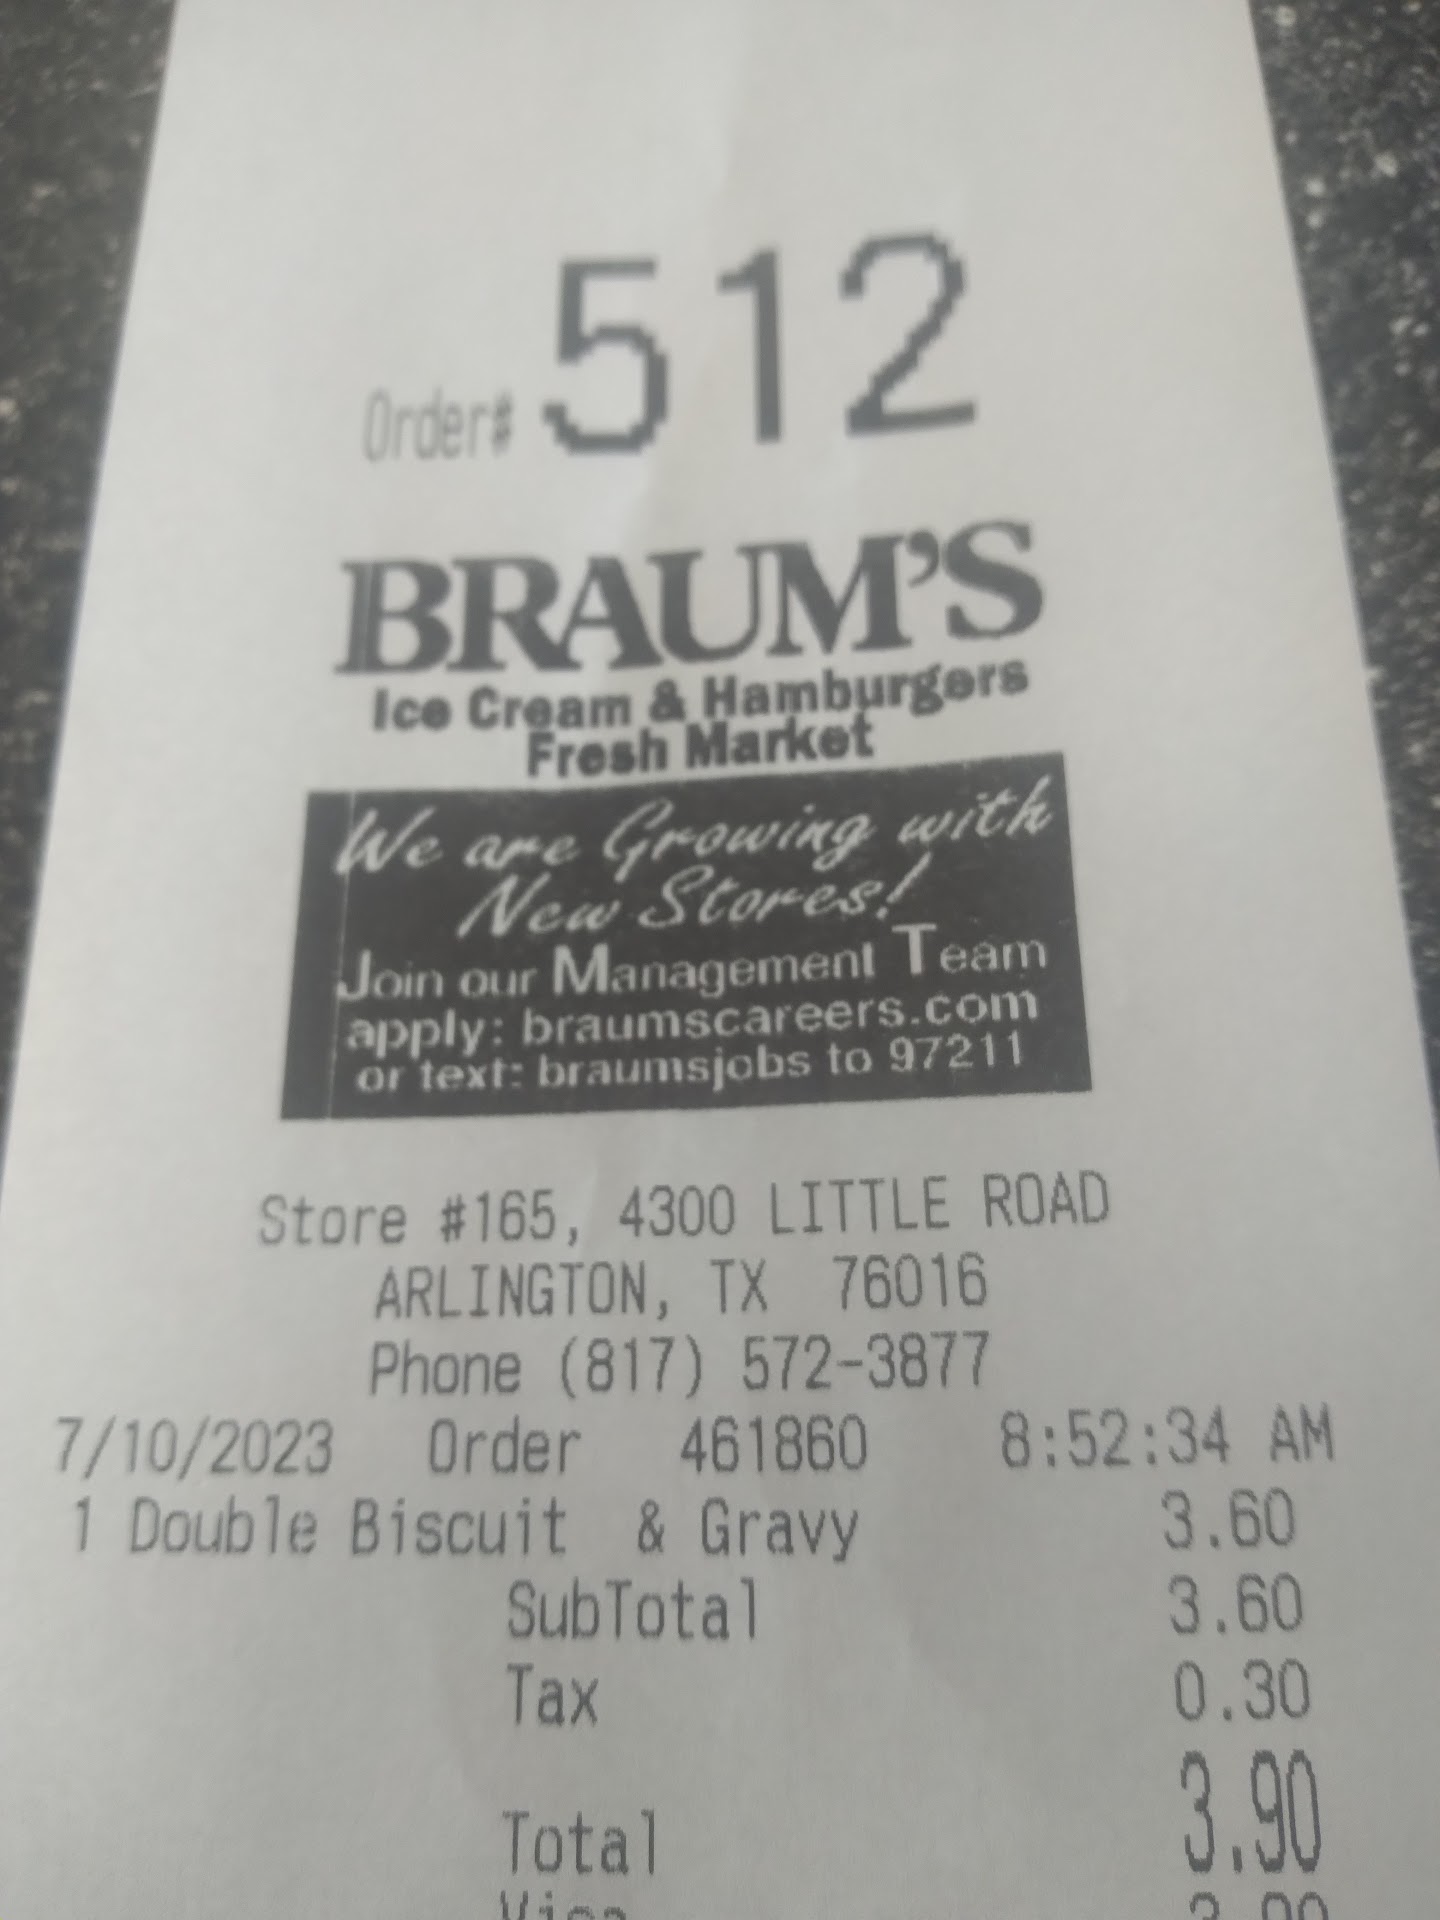 Order# 512
BRAUM'S
Ice Cream & Hamburgers
Fresh Market
We are Growing with
New Stores!
Join our Management Team
apply: braumscareers.com
or text: braumsjobs to 97211
Store #165, 4300 LITTLE ROAD
ARLINGTON, TX 76016
Phone (817) 572-3877
7/10/2023 Order 461860 8:52:34 AM
1 Double Biscuit & Gravy 3.60
SubTotal 3.60
Tax 0.30
Total 3.90
Visa 3.90